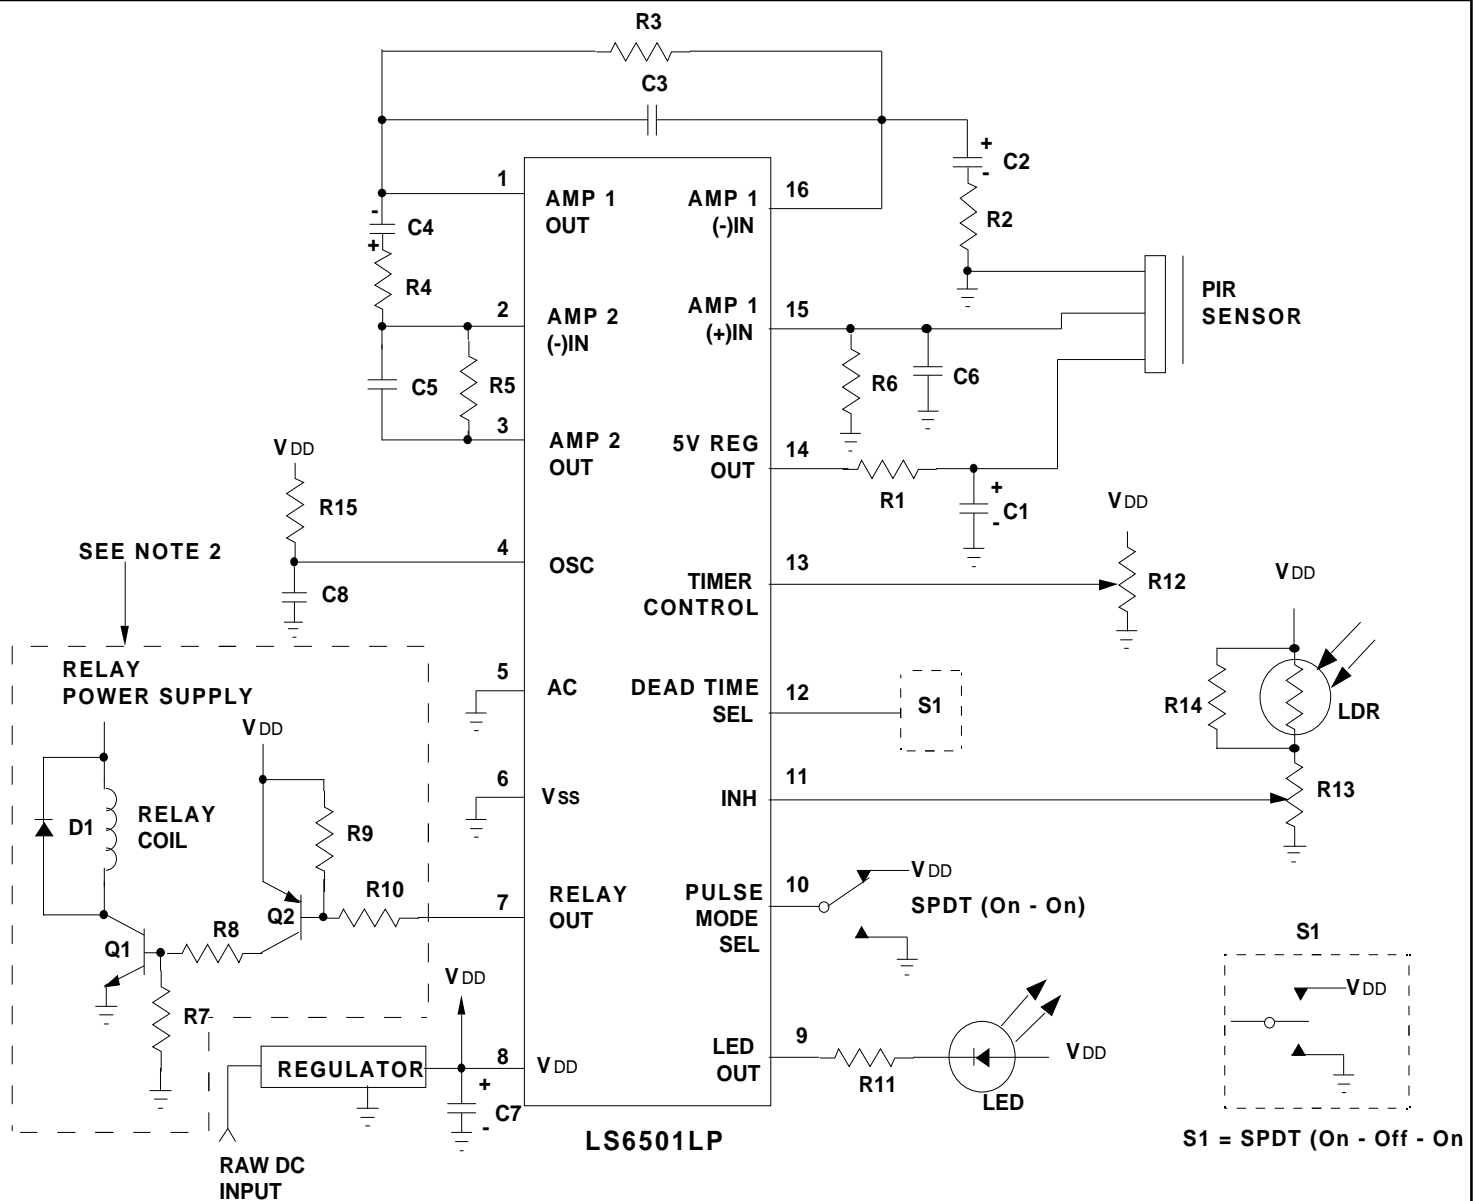 R3
C3
+
C2
-
R2
1
AMP 1
OUT
AMP 1
(-)IN
16
-
C4
+
R4
2
AMP 2
(-)IN
AMP 1
(+)IN
15
PIR
SENSOR
C5
R5
R6
C6
3
AMP 2
OUT
5V REG
OUT
14
R1
+
C1
-
VDD
R15
VDD
SEE NOTE 2
4
OSC
C8
13
TIMER
CONTROL
R12
VDD
RELAY
POWER SUPPLY
5
AC
DEAD TIME
SEL
12
S1
R14
LDR
VDD
6
VSS
INH
11
R13
D1
RELAY
COIL
R9
R10
7
RELAY
OUT
PULSE
MODE
SEL
10
VDD
SPDT (On - On)
Q2
Q1
R8
R7
S1
VDD
VDD
REGULATOR
8
VDD
+
C7
-
LED
OUT
9
R11
LED
VDD
LS6501LP
S1 = SPDT (On - Off - On
RAW DC
INPUT